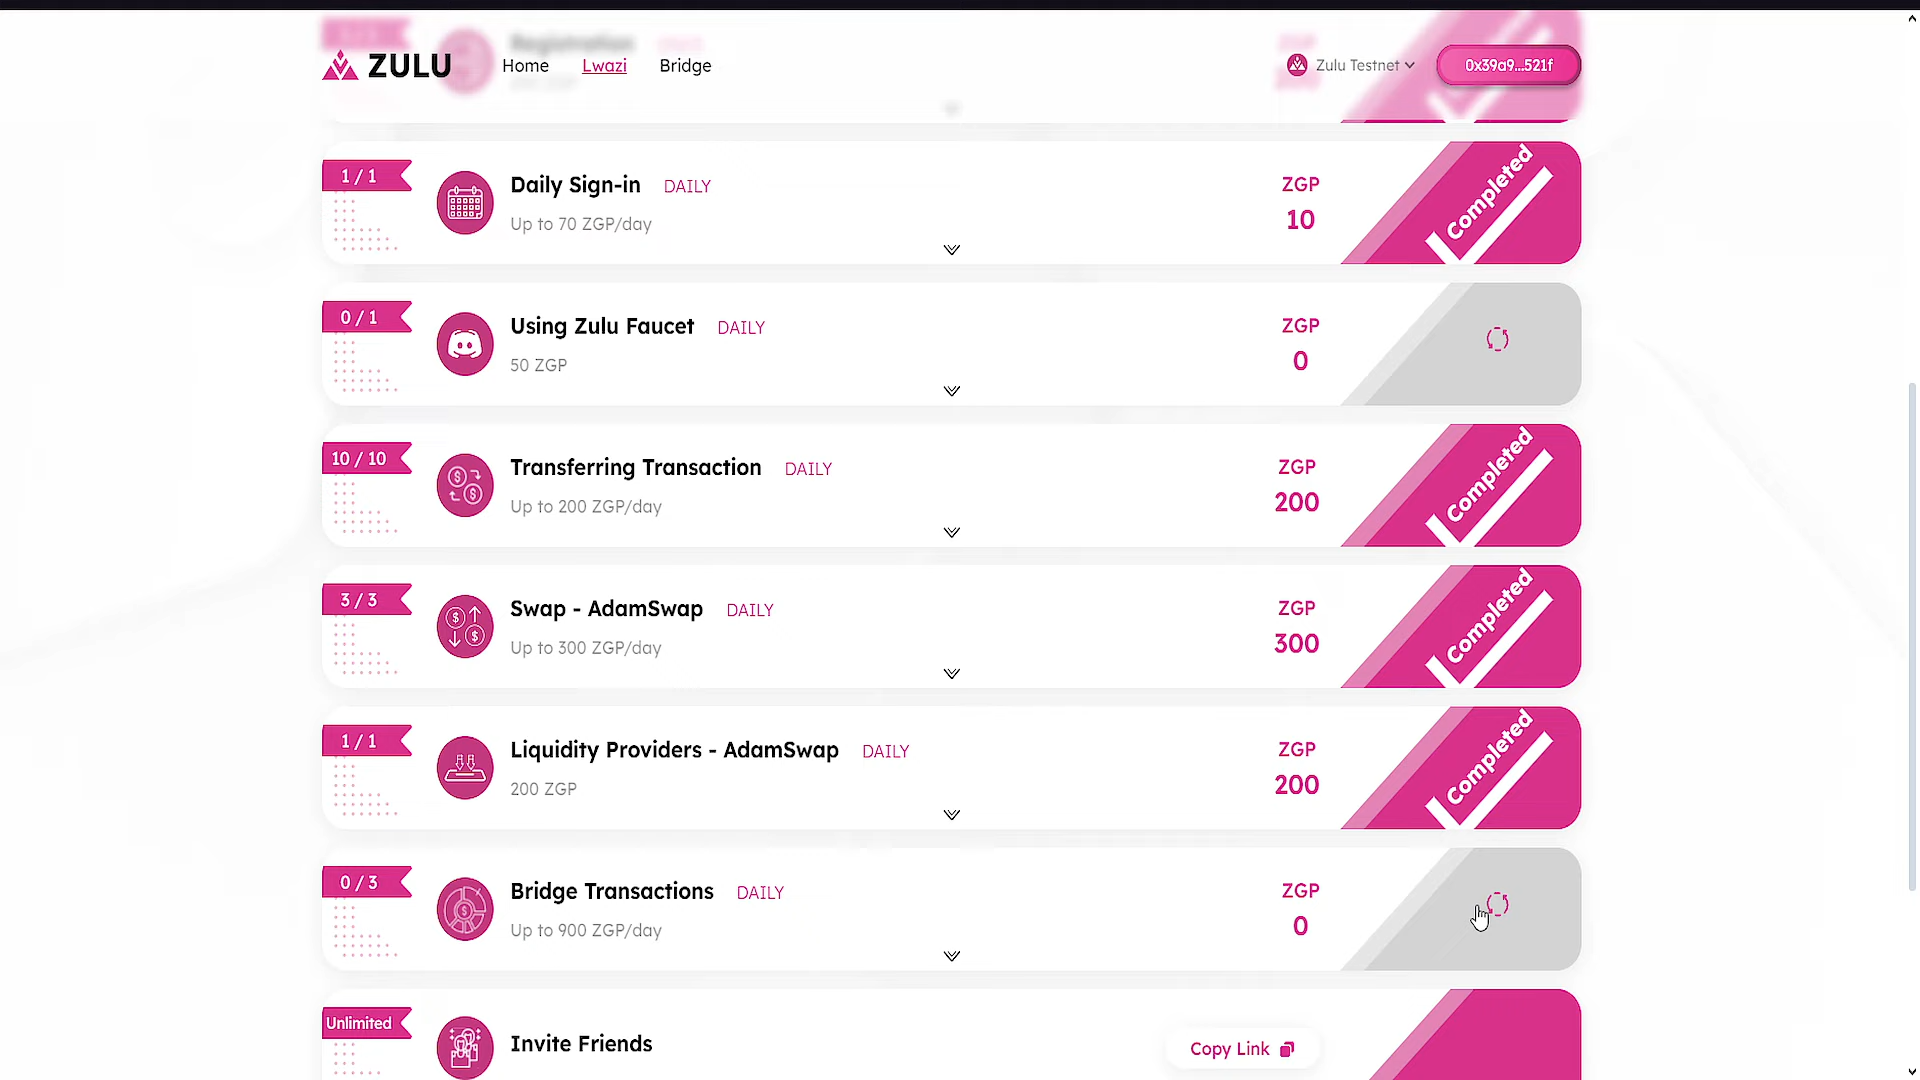 Registration
ZGP
ZULU
Home
Lwazi
Bridge
Zulu Testnet
0x39a9...521f
1 / 1
Daily Sign-in DAILY
Up to 70 ZGP/day
ZGP
10
Completed
0 / 1
Using Zulu Faucet DAILY
50 ZGP
ZGP
0
10 / 10
Transferring Transaction DAILY
Up to 200 ZGP/day
ZGP
200
Completed
3 / 3
Swap - AdamSwap DAILY
Up to 300 ZGP/day
ZGP
300
Completed
1 / 1
Liquidity Providers - AdamSwap DAILY
200 ZGP
ZGP
200
Completed
0 / 3
Bridge Transactions DAILY
Up to 900 ZGP/day
ZGP
0
Unlimited
Invite Friends
Copy Link